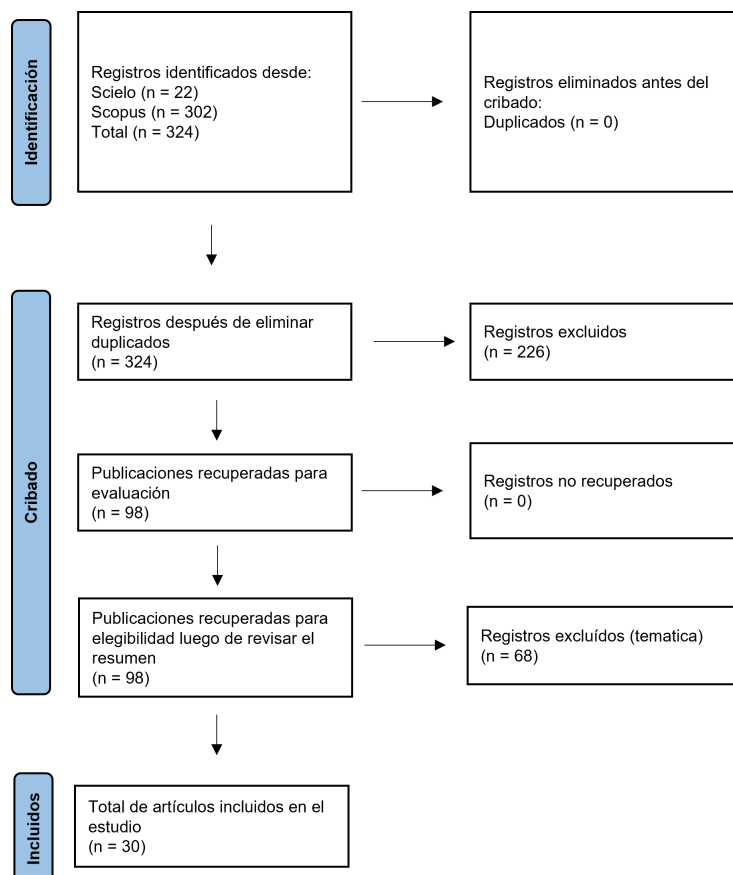 Identificación
Registros identificados desde:
Scielo (n = 22)
Scopus (n = 302)
Total (n = 324)
Registros eliminados antes del
cribado:
Duplicados (n = 0)
Cribado
Registros después de eliminar
duplicados
(n = 324)
Registros excluidos
(n = 226)
Publicaciones recuperadas para
evaluación
(n = 98)
Registros no recuperados
(n = 0)
Publicaciones recuperadas para
elegibilidad luego de revisar el
resumen
(n = 98)
Registros excluídos (tematica)
(n = 68)
Incluidos
Total de artículos incluidos en el
estudio
(n = 30)